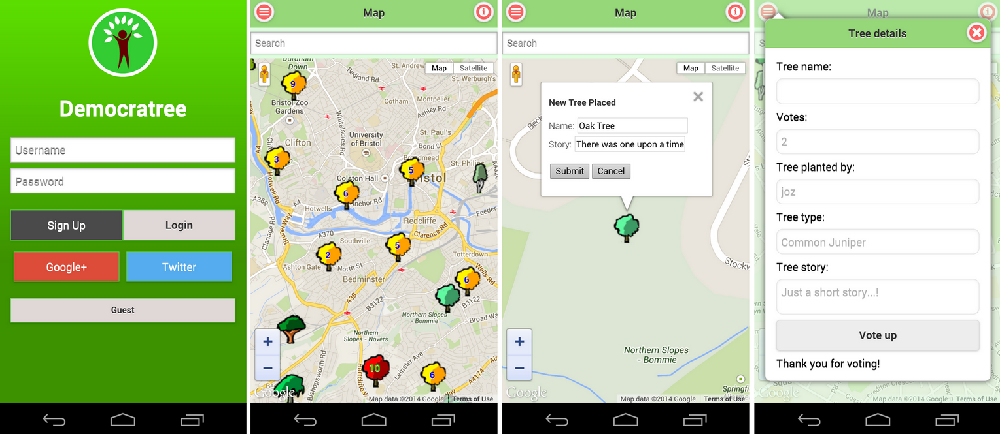 Democratree
Username
Password
Sign Up
Login
Google+
Twitter
Guest
Map
Search
Map
Satellite
Durdham
Down
Redland Rd
St. Andrew
St. Werburgh's
9
Bristol Zoo
Gardens
Cotham
Montpelier
Ashley Rd
Whiteladies Rd
University
of Bristol
St. Paul's
Clifton
Bond St
3
A4
Hotwell Rd
St. Philips
A4320
5
Colston Hall
6
Anchor Rd
A369
A4
Hotwells
Feeder
Redcliffe
Clanage Rd
A370
Clarence Rd
Brunel Way
Southville
5
2
Totterdown
Ashton Gate
North St
Wells Rd
Bedminster
6
A38
B3122
B3122
Northern Slopes
- Bommie
Broad Wa
Northern
Slopes - Novers
Bishopsworth Rd
10
Hartcliffe W
Leinster Ave
6
A4174
Google
Map data ©2014 Google
Terms of Use
Map
Search
Map
Satellite
New Tree Placed
Name: Oak Tree
Story: There was one upon a time
Submit
Cancel
Stockw
Northern Slopes
- Bommie
Springfi
Google
Map data ©2014 Google
Terms of Use
Map
Tree details
Tree name:
Votes:
2
Tree planted by:
joz
Tree type:
Common Juniper
Tree story:
Just a short story...!
Vote up
Thank you for voting!
Google
Map data ©2014 Google
Terms of Use